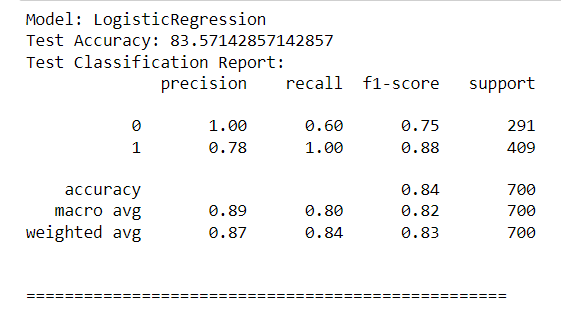 Model: LogisticRegression
Test Accuracy: 83.57142857142857
Test Classification Report:
              precision    recall  f1-score   support

           0       1.00      0.60      0.75       291
           1       0.78      1.00      0.88       409

    accuracy                           0.84       700
   macro avg       0.89      0.80      0.82       700
weighted avg       0.87      0.84      0.83       700


==================================================